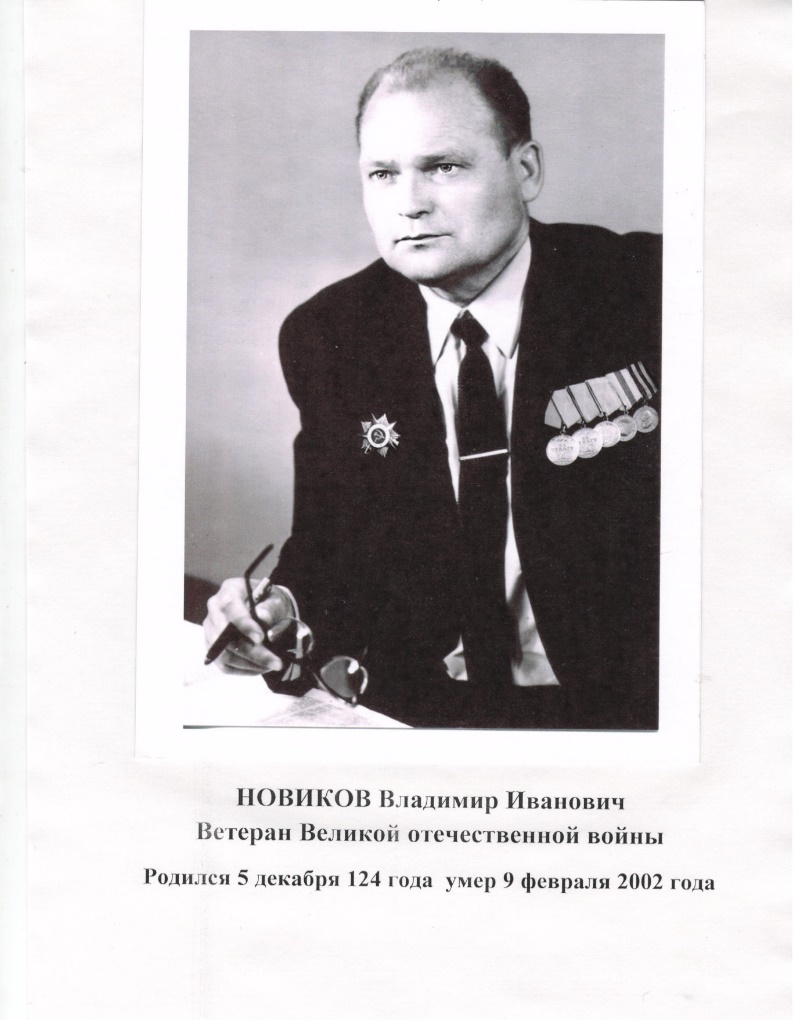 НОВИКОВ Владимир Иванович
Ветеран Великой отечественной войны
Родился 5 декабря 124 года умер 9 февраля 2002 года